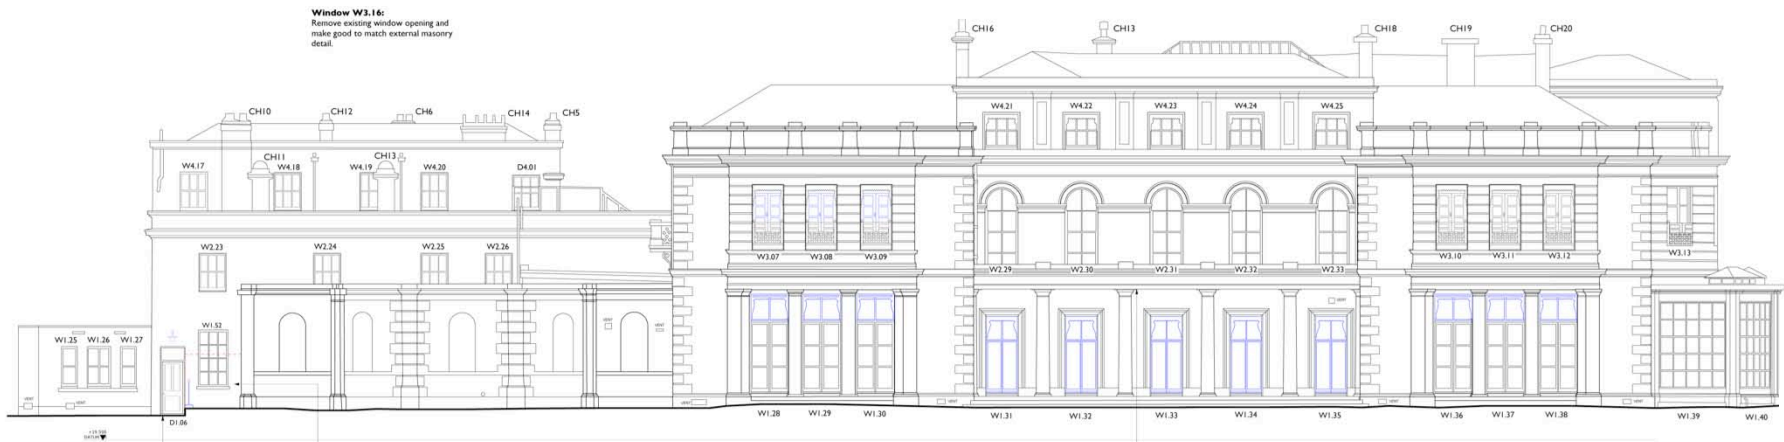 Window W3.16:
Remove existing window opening and
make good to match external masonry
detail.
CH16
CH13
CH18
CH19
CH20
CH10
CH12
CH6
CH14
CH5
W4.21
W4.22
W4.23
W4.24
W4.25
CH11
CH13
W4.17
W4.18
W4.19
W4.20
D4.01
W2.23
W2.24
W2.25
W2.26
W3.07
W3.08
W3.09
W3.10
W3.11
W3.12
W3.13
W2.29
W2.30
W2.31
W2.32
W2.33
VENT
VENT
VENT
W1.52
W1.25
W1.26
W1.27
VENT
VENT
VENT
VENT
VENT
VENT
W1.28
W1.29
W1.30
W1.31
W1.32
W1.33
W1.34
W1.35
W1.36
W1.37
W1.38
W1.39
W1.40
D1.06
DATUM